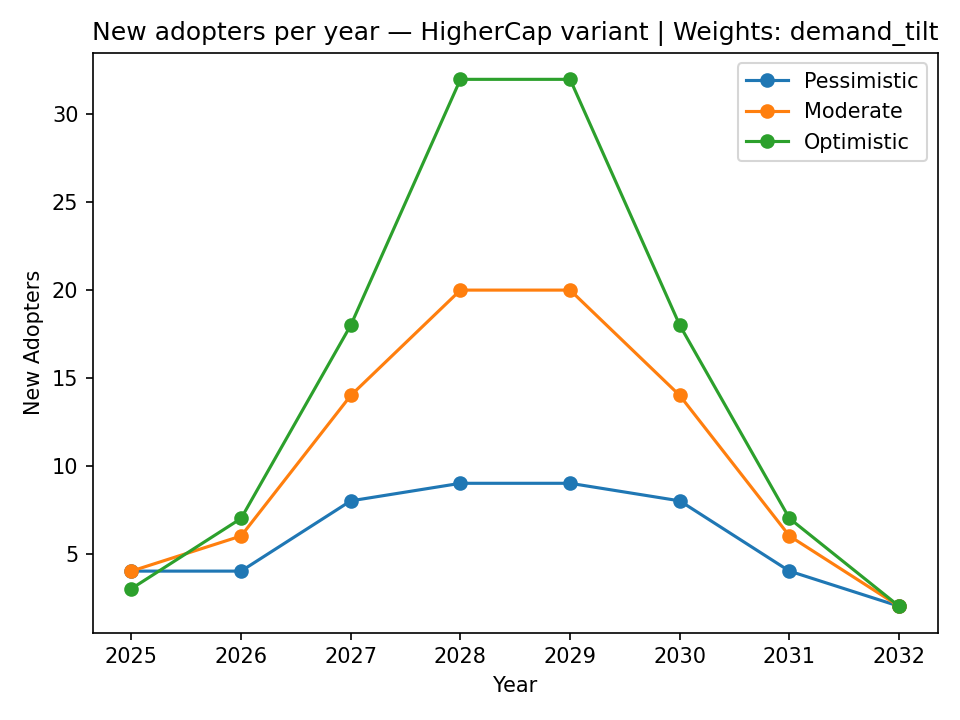 New adopters per year — HigherCap variant | Weights: demand_tilt
Pessimistic
Moderate
Optimistic
New Adopters
30
25
20
15
10
5
2025 2026 2027 2028 2029 2030 2031 2032
Year